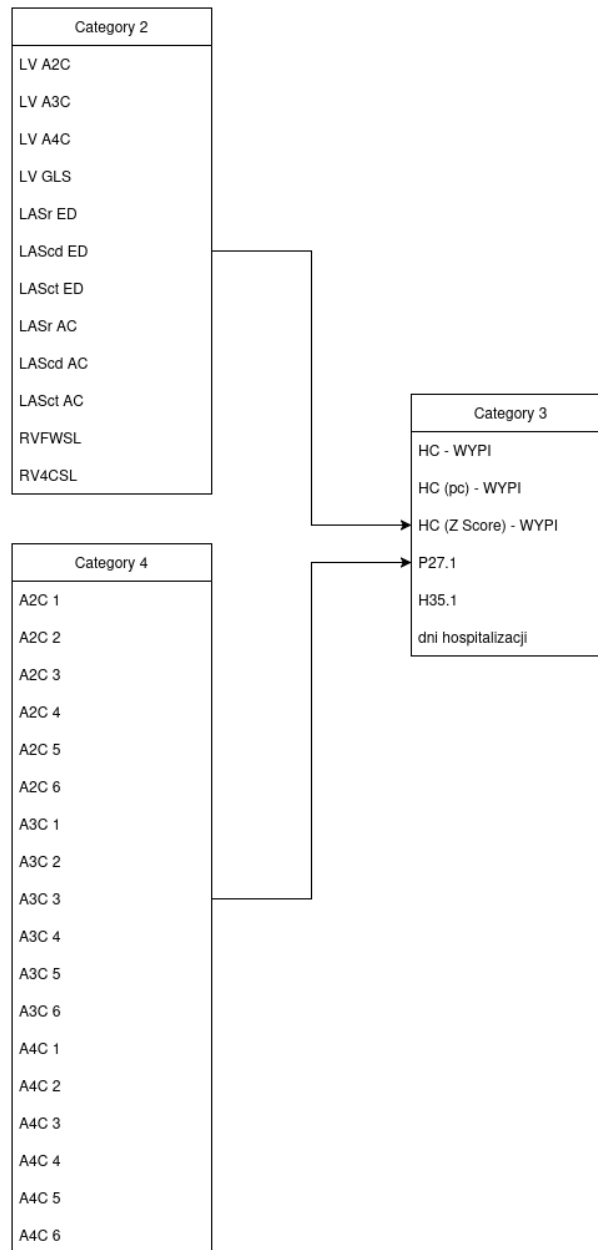 Category 2
LV A2C
LV A3C
LV A4C
LV GLS
LASr ED
LAScd ED
LASct ED
LASr AC
LAScd AC
LASct AC
RVFWSL
RV4CSL
Category 3
HC - WYPI
HC (pc) - WYPI
HC (Z Score) - WYPI
P27.1
H35.1
dni hospitalizacji
Category 4
A2C 1
A2C 2
A2C 3
A2C 4
A2C 5
A2C 6
A3C 1
A3C 2
A3C 3
A3C 4
A3C 5
A3C 6
A4C 1
A4C 2
A4C 3
A4C 4
A4C 5
A4C 6